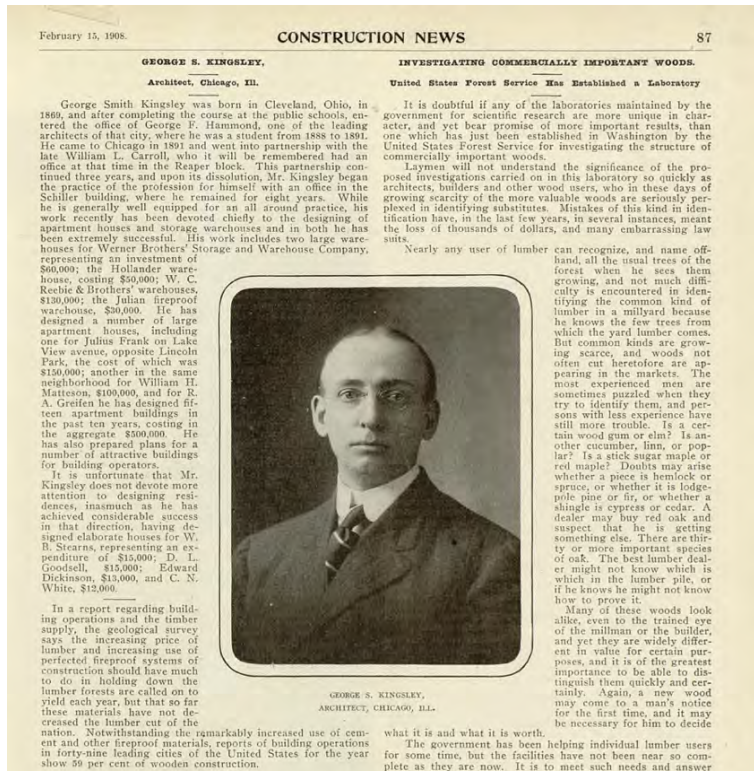 February 15, 1908.
CONSTRUCTION NEWS
87
GEORGE S. KINGSLEY,
Architect, Chicago, Ill.
George Smith Kingsley was born in Cleveland, Ohio, in
1869, and after completing the course at the public schools, en-
tered the office of George F. Hammond, one of the leading
architects of that city, where he was a student from 1888 to 1891.
He came to Chicago in 1891 and went into partnership with the
late William L. Carroll, who it will be remembered had an
office at that time in the Reaper block. This partnership con-
tinued three years, and upon its dissolution, Mr. Kingsley began
the practice of the profession for himself with an office in the
Schiller building, where he remained for eight years. While
he is generally well equipped for an all around practice, his
work recently has been devoted chiefly to the designing of
apartment houses and storage warehouses and in both he has
been extremely successful. His work includes two large ware-
houses for Werner Brothers' Storage and Warehouse Company,
representing an investment of
$60,000; the Hollander ware-
house, costing $50,000; W. C.
Reebie & Brothers' warehouses,
$130,000; the Julian fireproof
warehouse, $30,000. He has
designed a number of large
apartment houses, including
one for Julius Frank on Lake
View avenue, opposite Lincoln
Park, the cost of which was
$150,000; another in the same
neighborhood for William H.
Matteson, $100,000, and for R.
A. Greifen he has designed fif-
teen apartment buildings in
the past ten years, costing in
the aggregate $500,000. He
has also prepared plans for a
number of attractive buildings
for building operators.
It is unfortunate that Mr.
Kingsley does not devote more
attention to designing resi-
dences, inasmuch as he has
achieved considerable success
in that direction, having de-
signed elaborate houses for W.
B. Stearns, representing an ex-
penditure of $15,000; D. L.
Goodsell, $15,000; Edward
Dickinson, $13,000, and C. N.
White, $12,000.
In a report regarding build-
ing operations and the timber
supply, the geological survey
says the increasing price of
lumber and increasing use of
perfected fireproof systems of
construction should have much
to do in holding down the
lumber forests are called on to
yield each year, but that so far
these materials have not de-
creased the lumber cut of the
nation. Notwithstanding the remarkably increased use of cem-
ent and other fireproof materials, reports of building operations
in forty-nine leading cities of the United States for the year
show 59 per cent of wooden construction.
GEORGE S. KINGSLEY,
ARCHITECT, CHICAGO, ILL.
INVESTIGATING COMMERCIALLY IMPORTANT WOODS.
United States Forest Service Has Established a Laboratory
It is doubtful if any of the laboratories maintained by the
government for scientific research are more unique in char-
acter, and yet bear promise of more important results, than
one which has just been established in Washington by the
United States Forest Service for investigating the structure of
commercially important woods.
Laymen will not understand the significance of the pro-
posed investigations carried on in this laboratory so quickly as
architects, builders and other wood users, who in these days of
growing scarcity of the more valuable woods are seriously per-
plexed in identifying substitutes. Mistakes of this kind in iden-
tification have, in the last few years, in several instances, meant
the loss of thousands of dollars, and many embarrassing law
suits.
Nearly any user of lumber can recognize, and name off-
hand, all the usual trees of the
forest when he sees them
growing, and not much diffi-
culty is encountered in iden-
tifying the common kind of
lumber in a millyard because
he knows the few trees from
which the yard lumber comes.
But common kinds are grow-
ing scarce, and woods not
often cut heretofore are ap-
pearing in the markets. The
most experienced men are
sometimes puzzled when they
try to identify them, and per-
sons with less experience have
still more trouble. Is a cer-
tain wood gum or elm? Is an-
other cucumber, linn, or pop-
lar? Is a stick sugar maple or
red maple? Doubts may arise
whether a piece is hemlock or
spruce, or whether it is lodge-
pole pine or fir, or whether a
shingle is cypress or cedar. A
dealer may buy red oak and
suspect that he is getting
something else. There are thir-
ty or more important species
of oak. The best lumber deal-
er might not know which is
which in the lumber pile, or
if he knows he might not know
how to prove it.
Many of these woods look
alike, even to the trained eye
of the millman or the builder,
and yet they are widely differ-
ent in value for certain pur-
poses, and it is of the greatest
importance to be able to dis-
tinguish them quickly and cer-
tainly. Again, a new wood
may come to a man's notice
for the first time, and it may
be necessary for him to decide
what it is and what it is worth.
The government has been helping individual lumber users
for some time, but the facilities have not been near so com-
plete as they are now. It is to meet such needs and answer